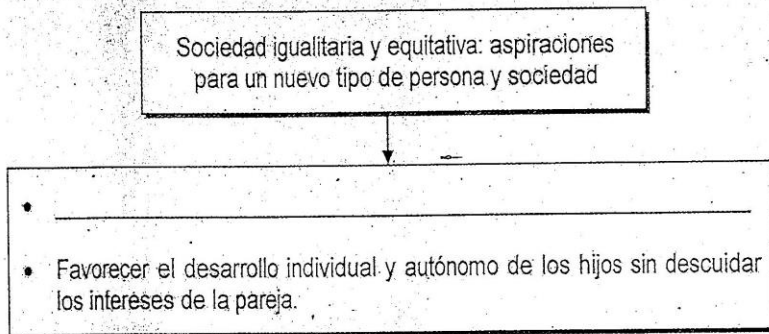 Sociedad igualitaria y equitativa: aspiraciones
para un nuevo tipo de persona y sociedad
•
• Favorecer el desarrollo individual y autónomo de los hijos sin descuidar
los intereses de la pareja.